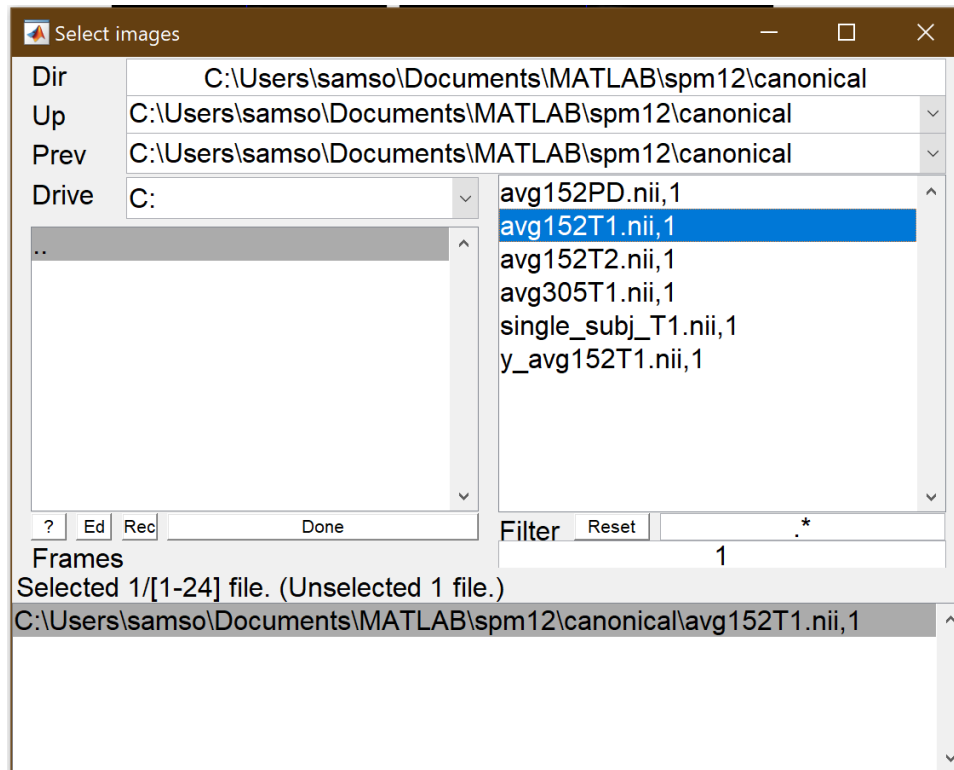 Select images
Dir C:\Users\samso\Documents\MATLAB\spm12\canonical
Up C:\Users\samso\Documents\MATLAB\spm12\canonical
Prev C:\Users\samso\Documents\MATLAB\spm12\canonical
Drive C:
..
avg152PD.nii,1
avg152T1.nii,1
avg152T2.nii,1
avg305T1.nii,1
single_subj_T1.nii,1
y_avg152T1.nii,1
? Ed Rec Done
Filter Reset .*
Frames 1
Selected 1/[1-24] file. (Unselected 1 file.)
C:\Users\samso\Documents\MATLAB\spm12\canonical\avg152T1.nii,1